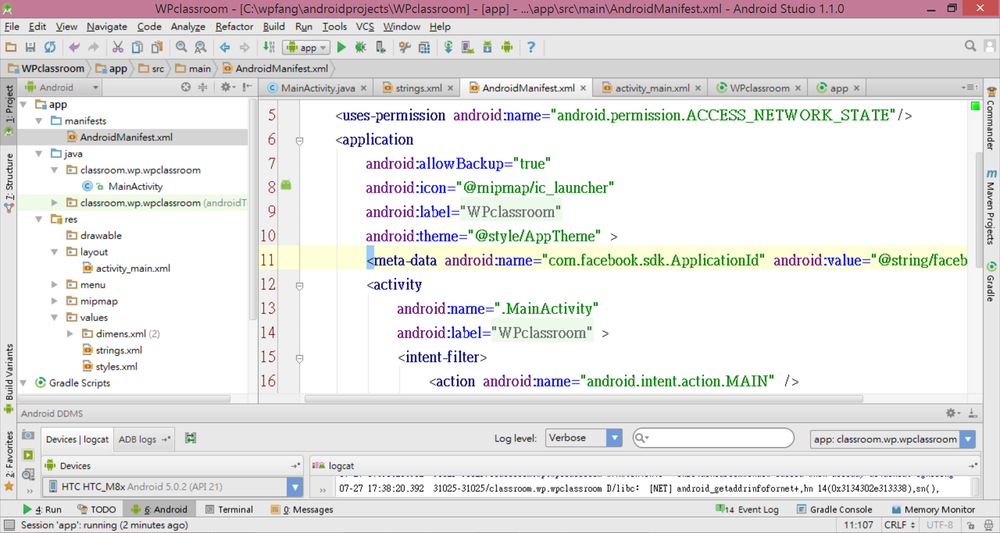 WPclassroom - [C:\wpfang\androidprojects\WPclassroom] - [app] - ...\app\src\main\AndroidManifest.xml - Android Studio 1.1.0
File Edit View Navigate Code Analyze Refactor Build Run Tools VCS Window Help
app
WPclassroom app src main AndroidManifest.xml
Android
MainActivity.java strings.xml AndroidManifest.xml activity_main.xml WPclassroom app
1: Project
7: Structure
Build Variants
2: Favorites
app
manifests
AndroidManifest.xml
java
classroom.wp.wpclassroom
MainActivity
classroom.wp.wpclassroom (androidT
res
drawable
layout
activity_main.xml
menu
mipmap
values
dimens.xml (2)
strings.xml
styles.xml
Gradle Scripts
5 <uses-permission android:name="android.permission.ACCESS_NETWORK_STATE"/>
6 <application
7 android:allowBackup="true"
8 android:icon="@mipmap/ic_launcher"
9 android:label="WPclassroom"
10 android:theme="@style/AppTheme" >
11 <meta-data android:name="com.facebook.sdk.ApplicationId" android:value="@string/faceb
12 <activity
13 android:name=".MainActivity"
14 android:label="WPclassroom" >
15 <intent-filter>
16 <action android:name="android.intent.action.MAIN" />
Commander
Maven Projects
Gradle
Android DDMS
Devices | logcat ADB logs Log level: Verbose app: classroom.wp.wpclassroom
Devices logcat
HTC HTC_M8x Android 5.0.2 (API 21)
07-27 17:38:20.392 31025-31025/classroom.wp.wpclassroom D/libc: [NET] android_getaddrinfofornet+,hn 14(0x3134302e313338),sn(),
4: Run TODO 6: Android Terminal 0: Messages 14 Event Log Gradle Console Memory Monitor
Session 'app': running (2 minutes ago) 11:107 CRLF UTF-8